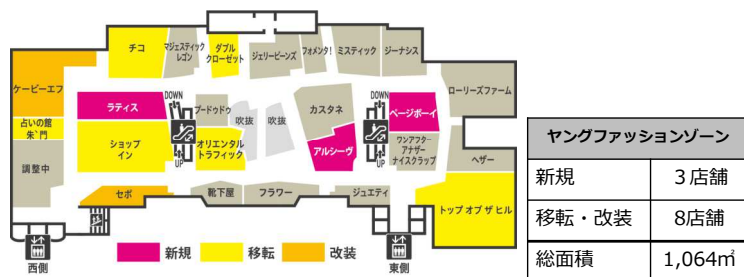 チコ
マジェスティック
レゴン
ダブル
クローゼット
ジェリービーンズ
フォメンタ!
ミスティック
ジーナシス
ケービーエフ
ラティス
DOWN
UP
ブードゥドゥ
吹抜
吹抜
カスタネ
DOWN
UP
ページボーイ
ローリーズファーム
占いの館
朱`門
ショップ
イン
オリエンタル
トラフィック
アルシーヴ
ワンアフター
アナザー
ナイスクラップ
ヘザー
調整中
セポ
靴下屋
フラワー
ジュエティ
トップ オブ ザ ヒル
西側
新規
移転
改装
東側
ヤングファッションゾーン
新規 3店舗
移転・改装 8店舗
総面積 1,064㎡